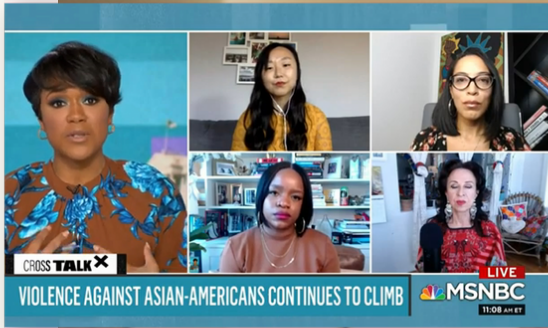 CROSS TALK X
VIOLENCE AGAINST ASIAN-AMERICANS CONTINUES TO CLIMB
LIVE
MSNBC
11:08 AM ET